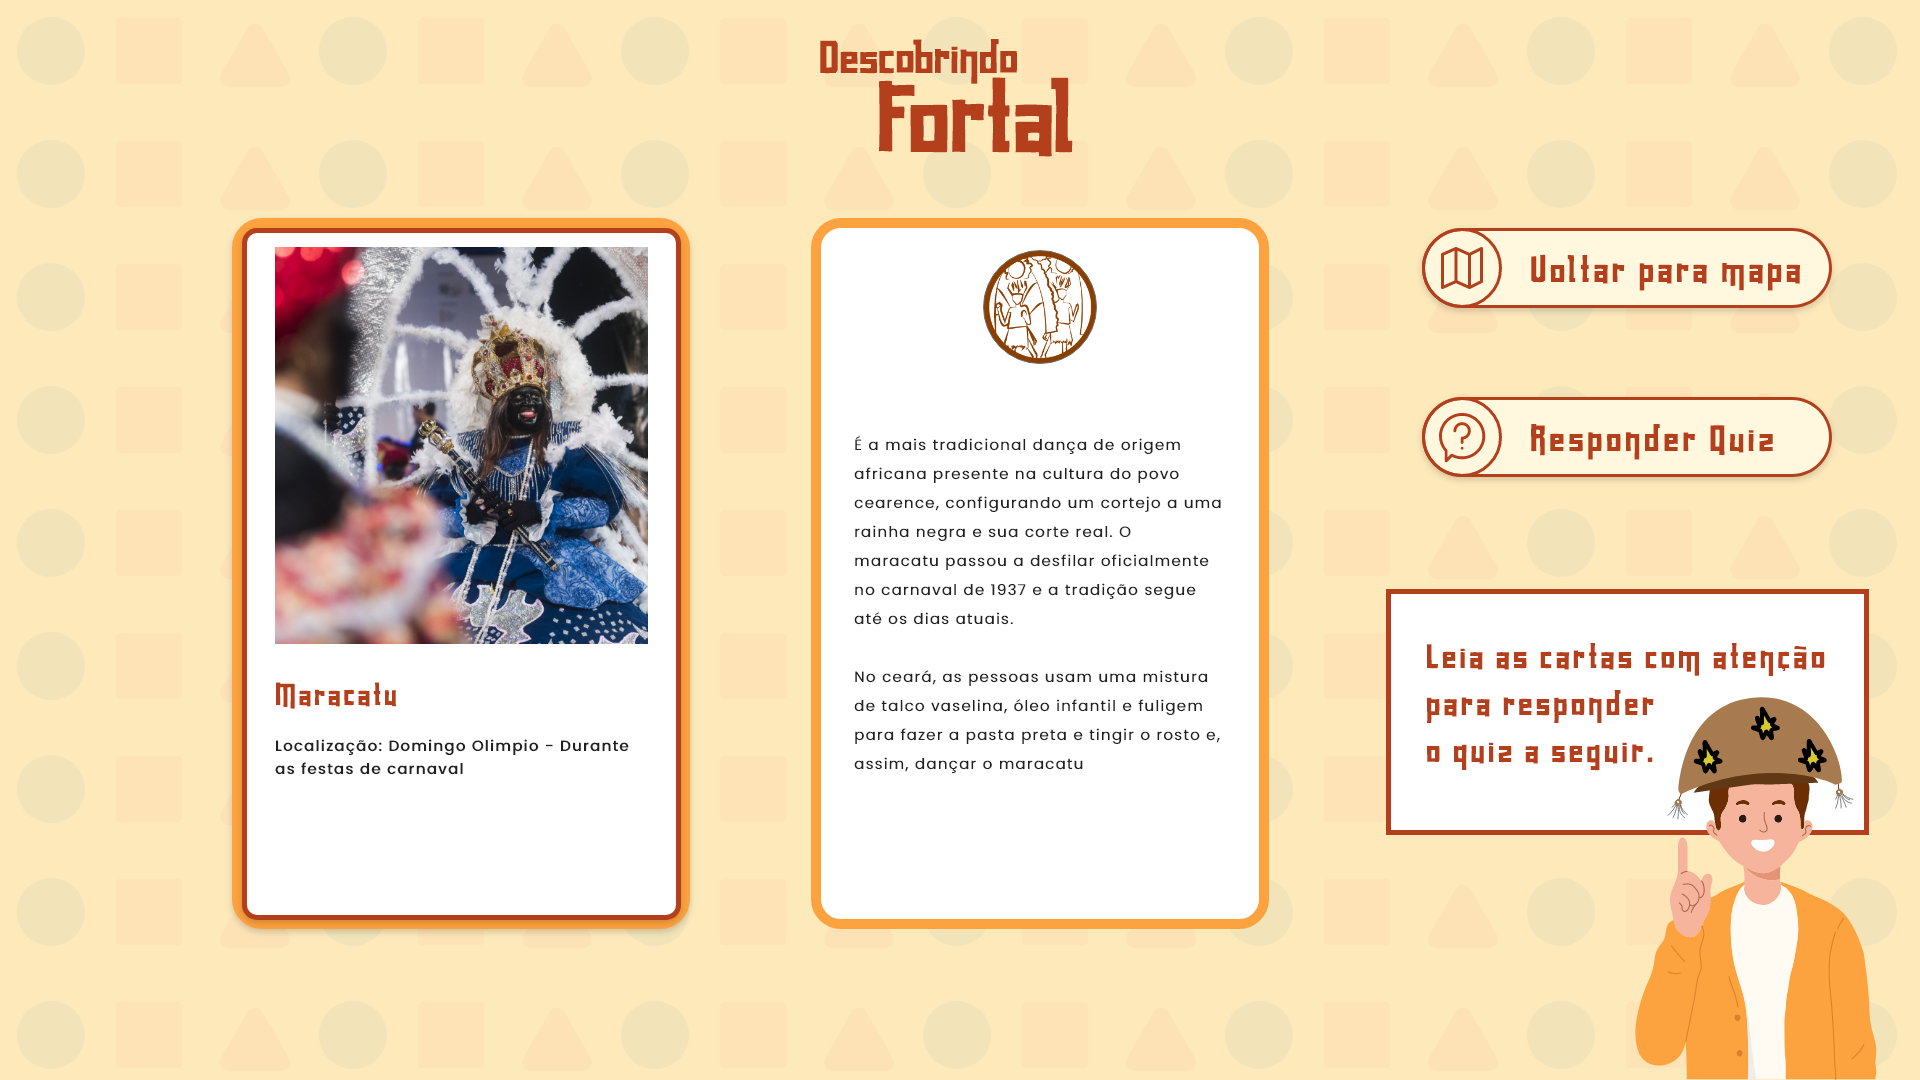 Descobrindo
Fortal
Maracatu
Localização: Domingo Olimpio - Durante
as festas de carnaval
É a mais tradicional dança de origem
africana presente na cultura do povo
cearence, configurando um cortejo a uma
rainha negra e sua corte real. O
maracatu passou a desfilar oficialmente
no carnaval de 1937 e a tradição segue
até os dias atuais.
No ceará, as pessoas usam uma mistura
de talco vaselina, óleo infantil e fuligem
para fazer a pasta preta e tingir o rosto e,
assim, dançar o maracatu
Voltar para mapa
Responder Quiz
Leia as cartas com atenção
para responder
o quiz a seguir.